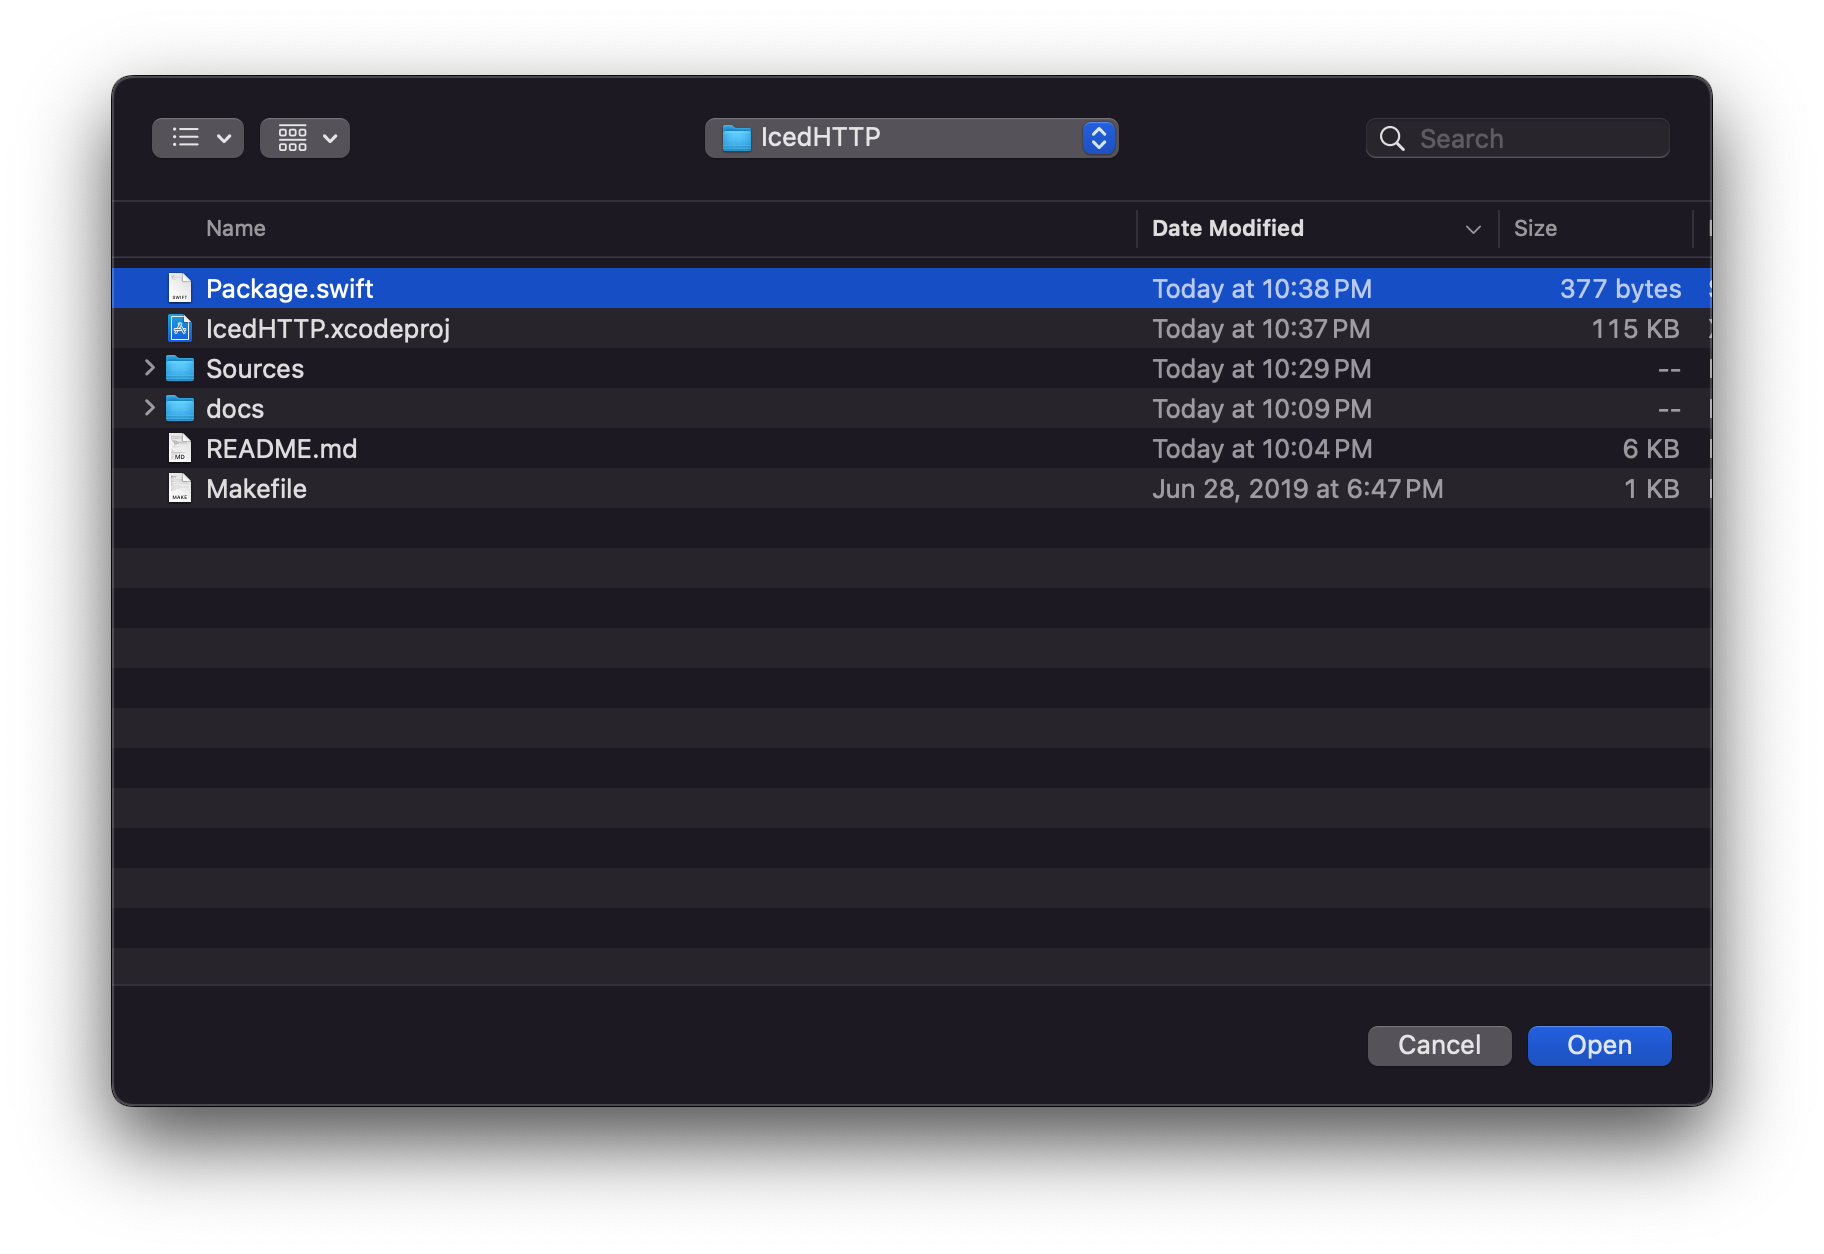 IcedHTTP
Search
Name Date Modified Size
Package.swift Today at 10:38 PM 377 bytes
IcedHTTP.xcodeproj Today at 10:37 PM 115 KB
Sources Today at 10:29 PM --
docs Today at 10:09 PM --
README.md Today at 10:04 PM 6 KB
Makefile Jun 28, 2019 at 6:47 PM 1 KB
Cancel Open